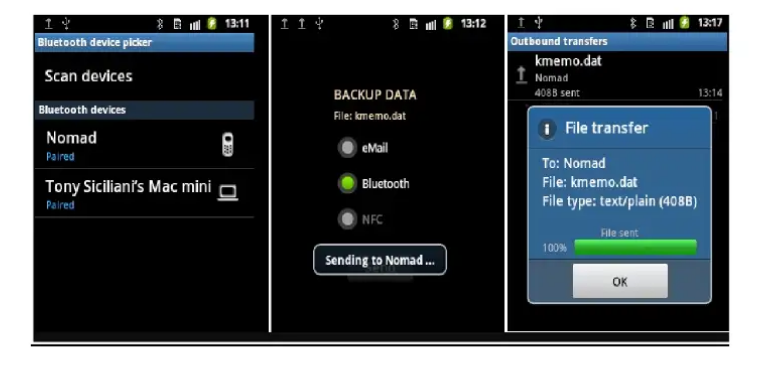 13:11
Bluetooth device picker
Scan devices
Bluetooth devices
Nomad
Paired
Tony Siciliani's Mac mini
Paired
13:12
BACKUP DATA
File: kmemo.dat
eMail
Bluetooth
NFC
Sending to Nomad ...
Send
13:17
Outbound transfers
kmemo.dat
Nomad
408B sent 13:14
File transfer
To: Nomad
File: kmemo.dat
File type: text/plain (408B)
File sent
100%
OK